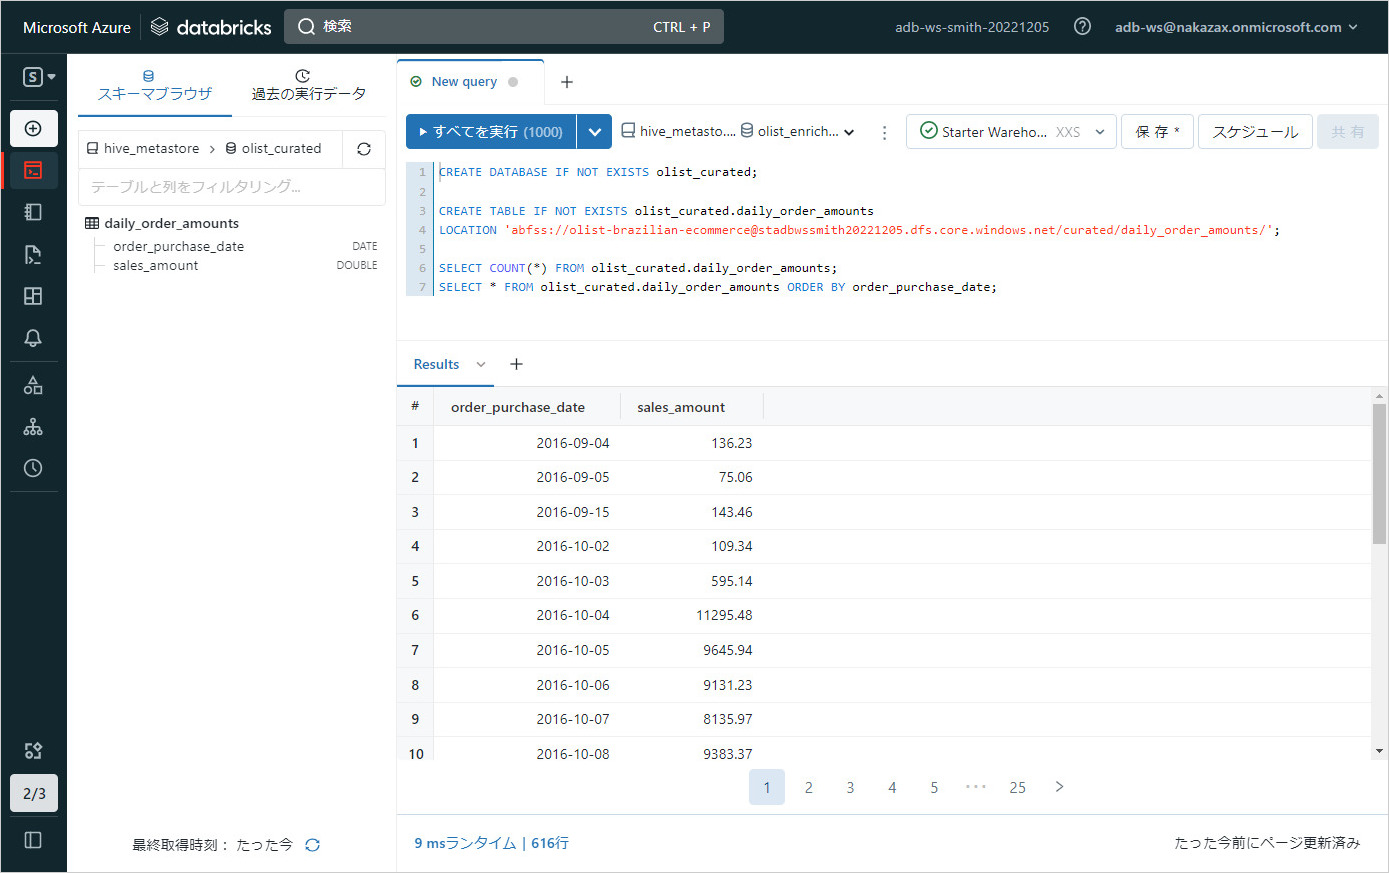 Microsoft Azure databricks 検索 CTRL + P adb-ws-smith-20221205 adb-ws@nakazax.onmicrosoft.com
S
スキーマブラウザ 過去の実行データ
hive_metastore > olist_curated
テーブルと列をフィルタリング...
daily_order_amounts
order_purchase_date DATE
sales_amount DOUBLE
New query
すべてを実行 (1000) hive_metasto.... olist_enrich... Starter Wareho... XXS 保存 * スケジュール 共有
1 CREATE DATABASE IF NOT EXISTS olist_curated;
2
3 CREATE TABLE IF NOT EXISTS olist_curated.daily_order_amounts
4 LOCATION 'abfss://olist-brazilian-ecommerce@stadbwssmith20221205.dfs.core.windows.net/curated/daily_order_amounts/';
5
6 SELECT COUNT(*) FROM olist_curated.daily_order_amounts;
7 SELECT * FROM olist_curated.daily_order_amounts ORDER BY order_purchase_date;
Results
# order_purchase_date sales_amount
1 2016-09-04 136.23
2 2016-09-05 75.06
3 2016-09-15 143.46
4 2016-10-02 109.34
5 2016-10-03 595.14
6 2016-10-04 11295.48
7 2016-10-05 9645.94
8 2016-10-06 9131.23
9 2016-10-07 8135.97
10 2016-10-08 9383.37
1 2 3 4 5 ••• 25 >
2/3
最終取得時刻： たった今
9 msランタイム | 616行
たった今前にページ更新済み